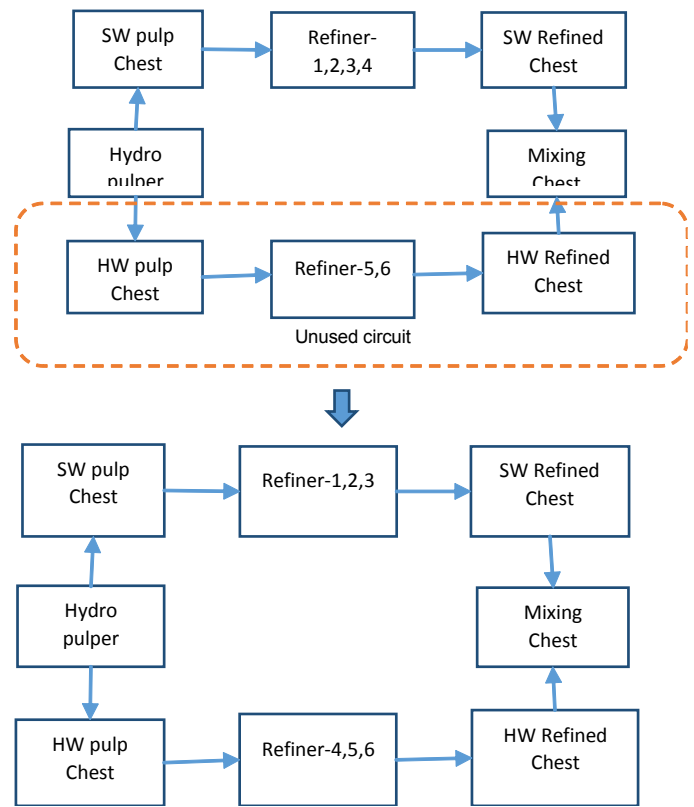 SW pulp
Chest
Refiner-
1,2,3,4
SW Refined
Chest
Hydro
pulper
Mixing
Chest
HW pulp
Chest
Refiner-5,6
HW Refined
Chest
Unused circuit
SW pulp
Chest
Refiner-1,2,3
SW Refined
Chest
Hydro
pulper
Mixing
Chest
HW pulp
Chest
Refiner-4,5,6
HW Refined
Chest